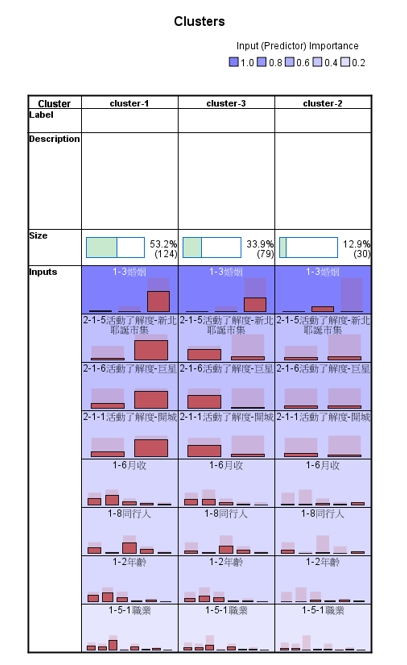 Clusters
Input (Predictor) Importance
1.0 0.8 0.6 0.4 0.2
Cluster cluster-1 cluster-3 cluster-2
Label
Description
Size
53.2% 33.9% 12.9%
(124) (79) (30)
Inputs
1-3婚姻 1-3婚姻 1-3婚姻
2-1-5活動了解度-新北 2-1-5活動了解度-新北 2-1-5活動了解度-新北
耶誕市集 耶誕市集 耶誕市集
2-1-6活動了解度-巨星 2-1-6活動了解度-巨星 2-1-6活動了解度-巨星
2-1-1活動了解度-開城 2-1-1活動了解度-開城 2-1-1活動了解度-開城
1-6月收 1-6月收 1-6月收
1-8同行人 1-8同行人 1-8同行人
1-2年齡 1-2年齡 1-2年齡
1-5-1職業 1-5-1職業 1-5-1職業